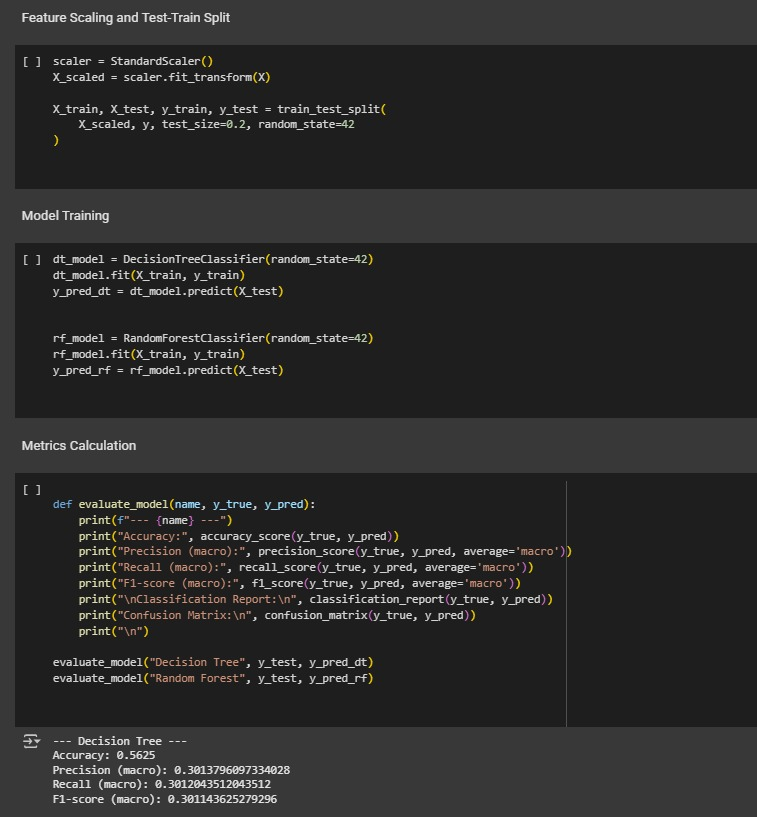 Feature Scaling and Test-Train Split
[ ] scaler = StandardScaler()
X_scaled = scaler.fit_transform(X)
X_train, X_test, y_train, y_test = train_test_split(
X_scaled, y, test_size=0.2, random_state=42
)
Model Training
[ ] dt_model = DecisionTreeClassifier(random_state=42)
dt_model.fit(X_train, y_train)
y_pred_dt = dt_model.predict(X_test)
rf_model = RandomForestClassifier(random_state=42)
rf_model.fit(X_train, y_train)
y_pred_rf = rf_model.predict(X_test)
Metrics Calculation
[ ]
def evaluate_model(name, y_true, y_pred):
print(f"--- {name} ---")
print("Accuracy:", accuracy_score(y_true, y_pred))
print("Precision (macro):", precision_score(y_true, y_pred, average='macro'))
print("Recall (macro):", recall_score(y_true, y_pred, average='macro'))
print("F1-score (macro):", f1_score(y_true, y_pred, average='macro'))
print("\nClassification Report:\n", classification_report(y_true, y_pred))
print("Confusion Matrix:\n", confusion_matrix(y_true, y_pred))
print("\n")
evaluate_model("Decision Tree", y_test, y_pred_dt)
evaluate_model("Random Forest", y_test, y_pred_rf)
--- Decision Tree ---
Accuracy: 0.5625
Precision (macro): 0.3013796097334028
Recall (macro): 0.3012043512043512
F1-score (macro): 0.301143625279296